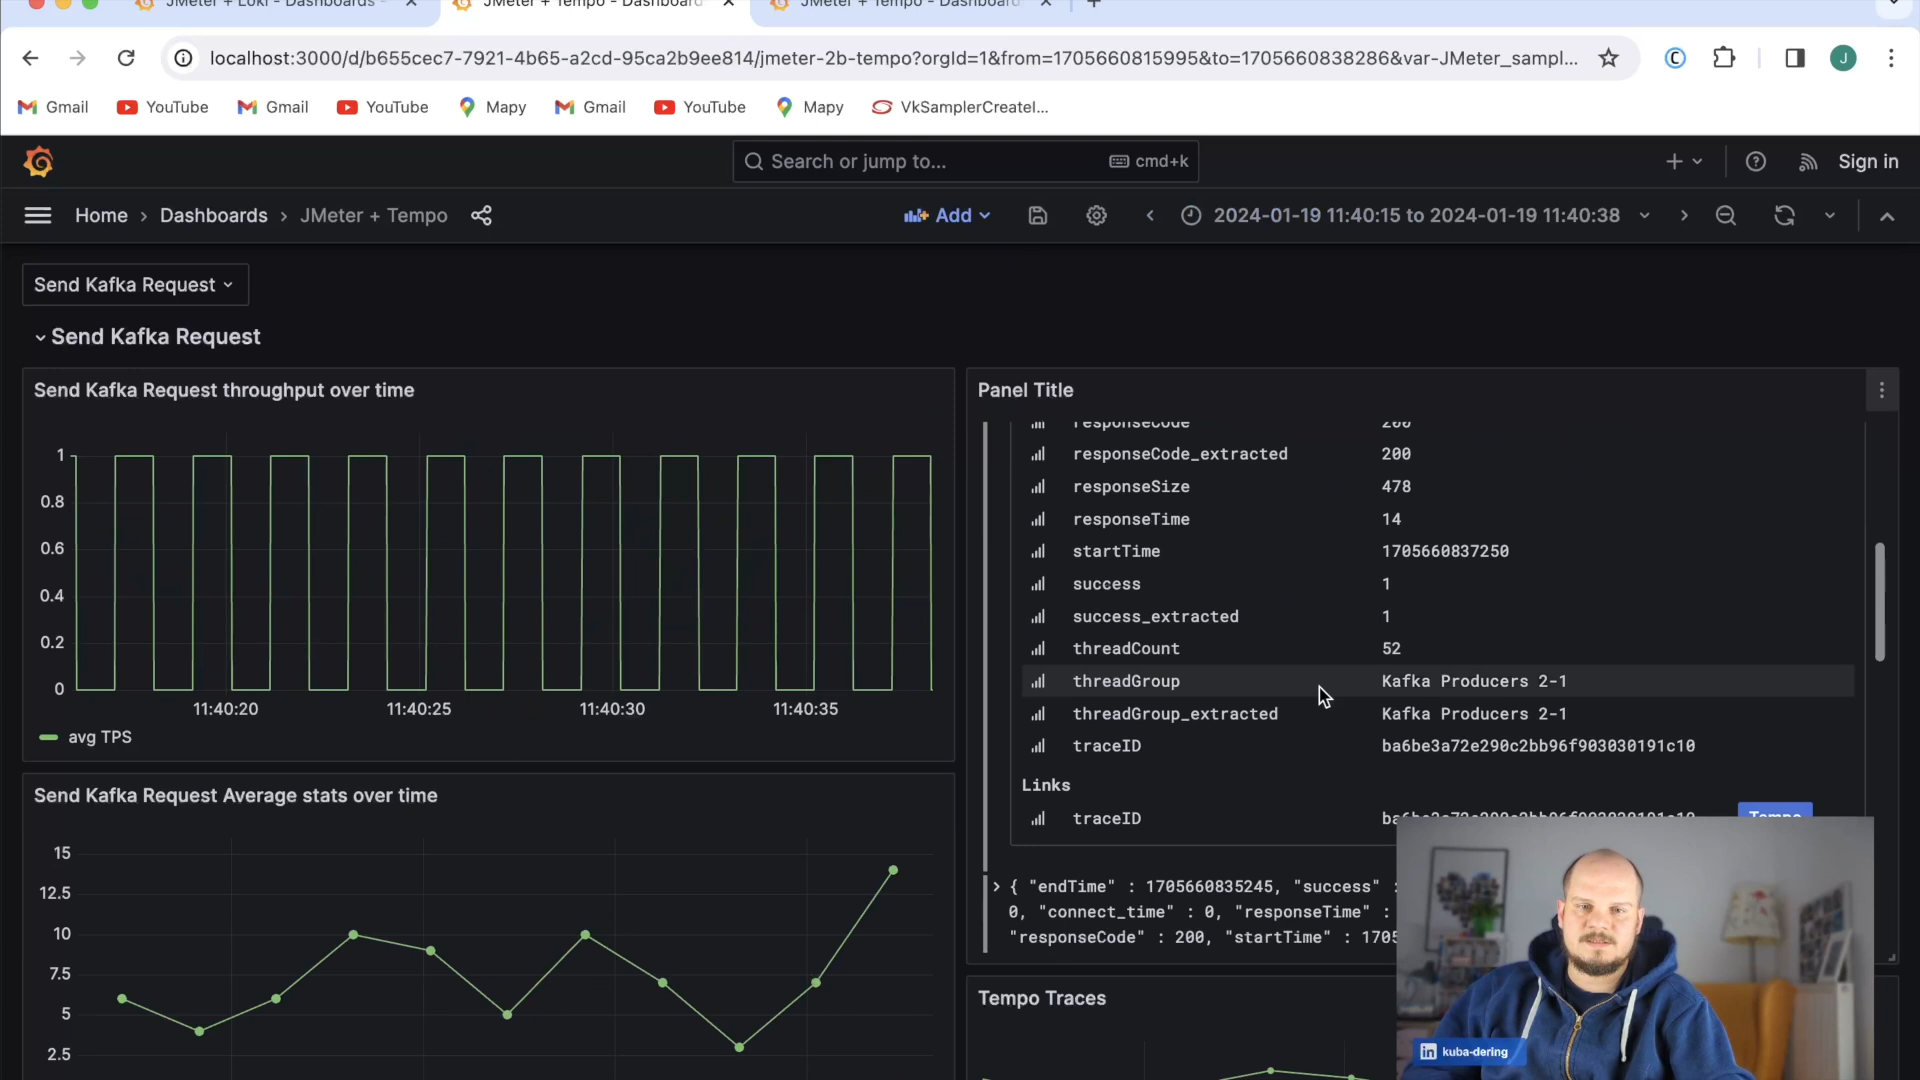 JMeter + Loki - Dashboards -
JMeter + Tempo - Dashboard
JMeter + Tempo - Dashboard
localhost:3000/d/b655cec7-7921-4b65-a2cd-95ca2b9ee814/jmeter-2b-tempo?orgId=1&from=1705660815995&to=1705660838286&var-JMeter_sampl...
C
J
Gmail
YouTube
Gmail
YouTube
Mapy
Gmail
YouTube
Mapy
VkSamplerCreateI...
Search or jump to...
cmd+k
Sign in
Home
Dashboards
JMeter + Tempo
Add
2024-01-19 11:40:15 to 2024-01-19 11:40:38
Send Kafka Request
Send Kafka Request
Send Kafka Request throughput over time
1
0.8
0.6
0.4
0.2
0
11:40:20 11:40:25 11:40:30 11:40:35
avg TPS
Send Kafka Request Average stats over time
15
12.5
10
7.5
5
2.5
Panel Title
responseCode 200
responseCode_extracted 200
responseSize 478
responseTime 14
startTime 1705660837250
success 1
success_extracted 1
threadCount 52
threadGroup Kafka Producers 2-1
threadGroup_extracted Kafka Producers 2-1
traceID ba6be3a72e290c2bb96f903030191c10
Links
traceID ba6be3a72e290c2bb96f903030191c10 Tempo
{ "endTime" : 1705660835245, "success" :
0, "connect_time" : 0, "responseTime" :
"responseCode" : 200, "startTime" : 1705
Tempo Traces
in kuba-dering